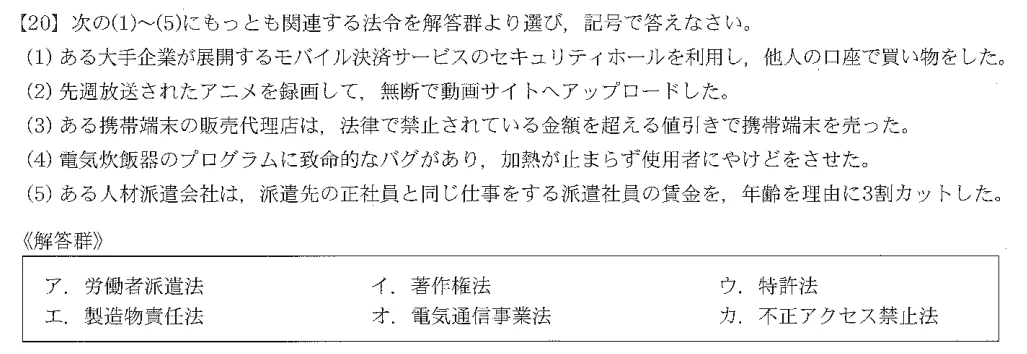 【20】次の(1)～(5)にもっとも関連する法令を解答群より選び，記号で答えなさい。
(1) ある大手企業が展開するモバイル決済サービスのセキュリティホールを利用し，他人の口座で買い物をした。
(2) 先週放送されたアニメを録画して，無断で動画サイトへアップロードした。
(3) ある携帯端末の販売代理店は，法律で禁止されている金額を超える値引きで携帯端末を売った。
(4) 電気炊飯器のプログラムに致命的なバグがあり，加熱が止まらず使用者にやけどをさせた。
(5) ある人材派遣会社は，派遣先の正社員と同じ仕事をする派遣社員の賃金を，年齢を理由に3割カットした。
《解答群》
ア．労働者派遣法 イ．著作権法 ウ．特許法
エ．製造物責任法 オ．電気通信事業法 カ．不正アクセス禁止法